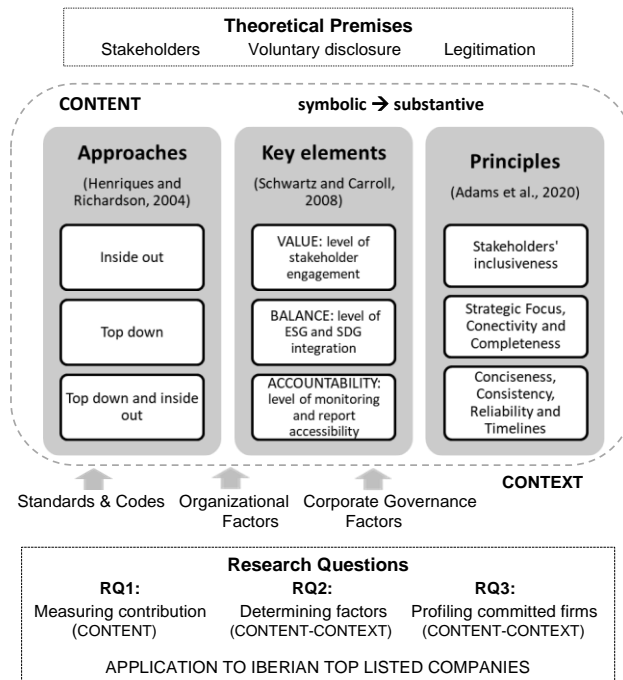 Theoretical Premises
Stakeholders Voluntary disclosure Legitimation
CONTENT symbolic → substantive
Approaches
(Henriques and
Richardson, 2004)
Inside out
Top down
Top down and inside
out
Key elements
(Schwartz and Carroll,
2008)
VALUE: level of
stakeholder
engagement
BALANCE: level of
ESG and SDG
integration
ACCOUNTABILITY:
level of monitoring
and report
accessibility
Principles
(Adams et al., 2020)
Stakeholders'
inclusiveness
Strategic Focus,
Conectivity and
Completeness
Conciseness,
Consistency,
Reliability and
Timelines
CONTEXT
Standards & Codes
Organizational
Factors
Corporate Governance
Factors
Research Questions
RQ1: RQ2: RQ3:
Measuring contribution Determining factors Profiling committed firms
(CONTENT) (CONTENT-CONTEXT) (CONTENT-CONTEXT)
APPLICATION TO IBERIAN TOP LISTED COMPANIES